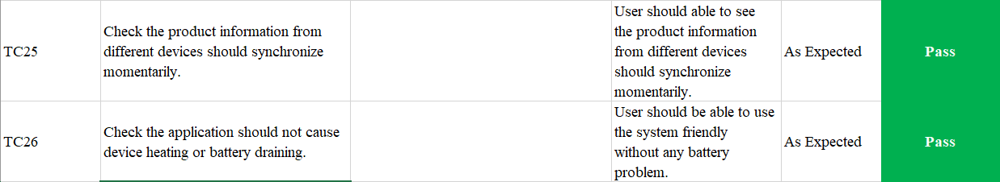 TC25
Check the product information from
different devices should synchronize
momentarily.
User should able to see
the product information
from different devices
should synchronize
momentarily.
As Expected
Pass
TC26
Check the application should not cause
device heating or battery draining.
User should be able to use
the system friendly
without any battery
problem.
As Expected
Pass